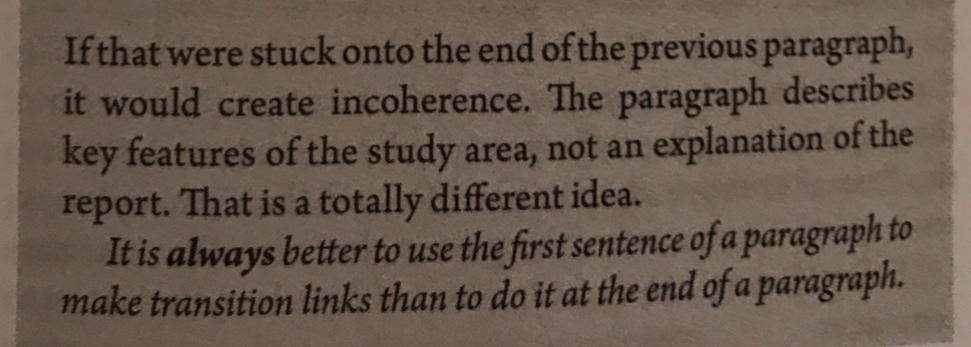 If that were stuck onto the end of the previous paragraph,
it would create incoherence. The paragraph describes
key features of the study area, not an explanation of the
report. That is a totally different idea.
It is always better to use the first sentence of a paragraph to
make transition links than to do it at the end of a paragraph.